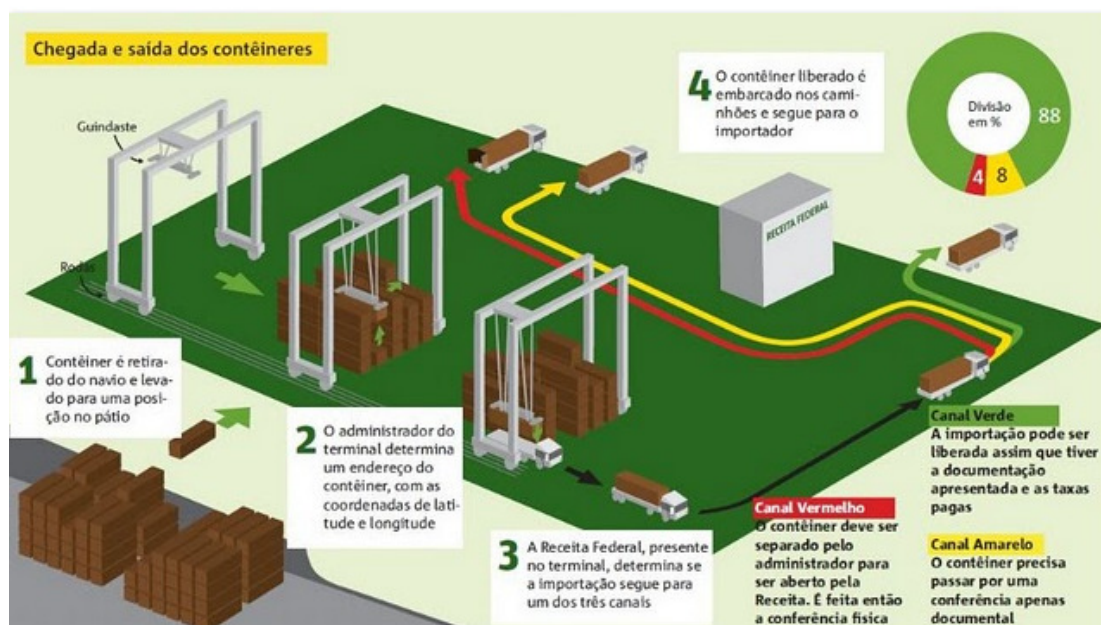 Chegada e saída dos contêineres
Guindaste
Rodas
1 Contêiner é retira-
do do navio e leva-
do para uma posi-
ção no pátio
2 O administrador do
terminal determina
um endereço do
contêiner, com as
coordenadas de lati-
tude e longitude
3 A Receita Federal, presente
no terminal, determina se
a importação segue para
um dos três canais
4 O contêiner liberado é
embarcado nos cami-
nhões e segue para o
importador
Divisão
em %
88
4
8
RECEITA FEDERAL
Canal Vermelho
O contêiner deve ser
separado pelo
administrador para
ser aberto pela
Receita. É feita então
a conferência física
Canal Verde
A importação pode ser
liberada assim que tiver
a documentação
apresentada e as taxas
pagas
Canal Amarelo
O contêiner precisa
passar por uma
conferência apenas
documental